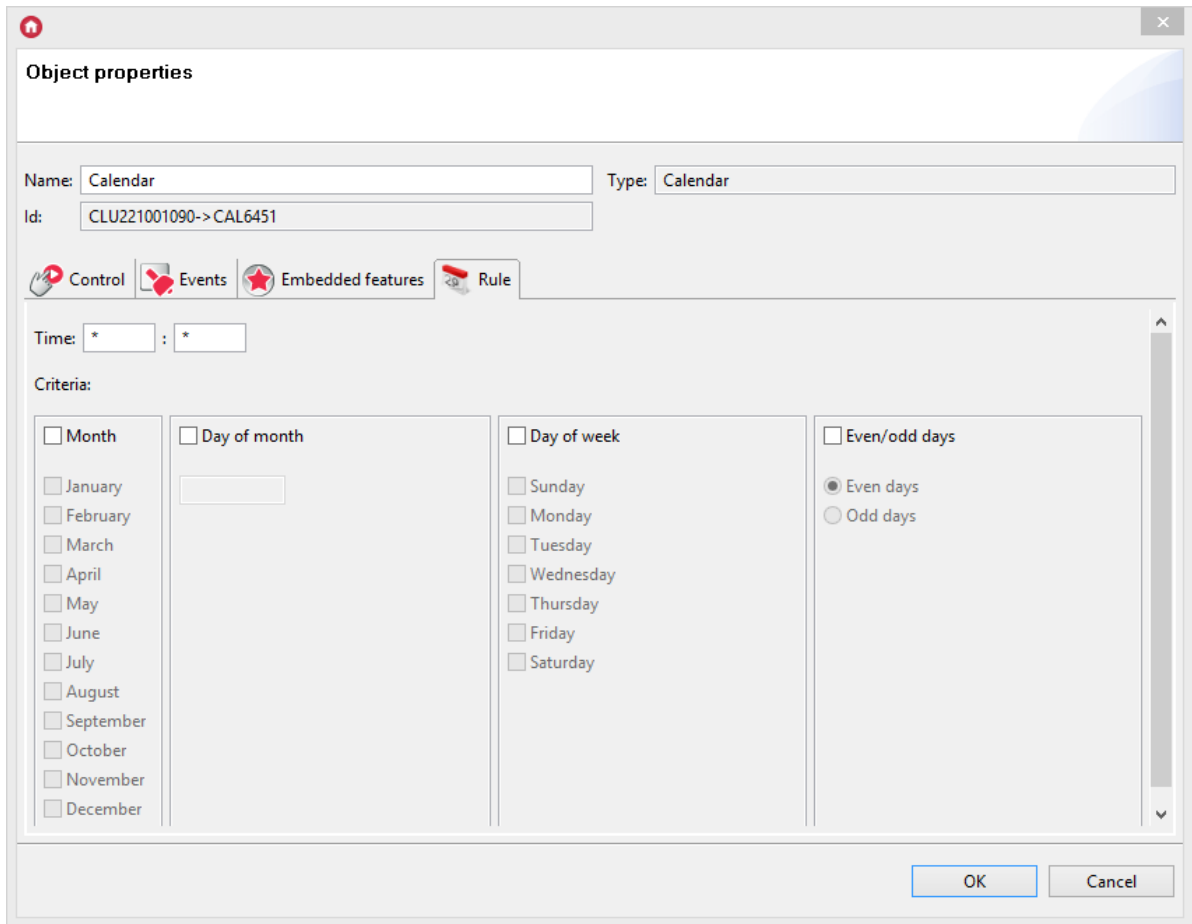 Object properties
Name: Calendar Type: Calendar
Id: CLU221001090->CAL6451
Control Events Embedded features Rule
Time: * : *
Criteria:
Month Day of month Day of week Even/odd days
January Sunday Even days
February Monday Odd days
March Tuesday
April Wednesday
May Thursday
June Friday
July Saturday
August
September
October
November
December
OK Cancel